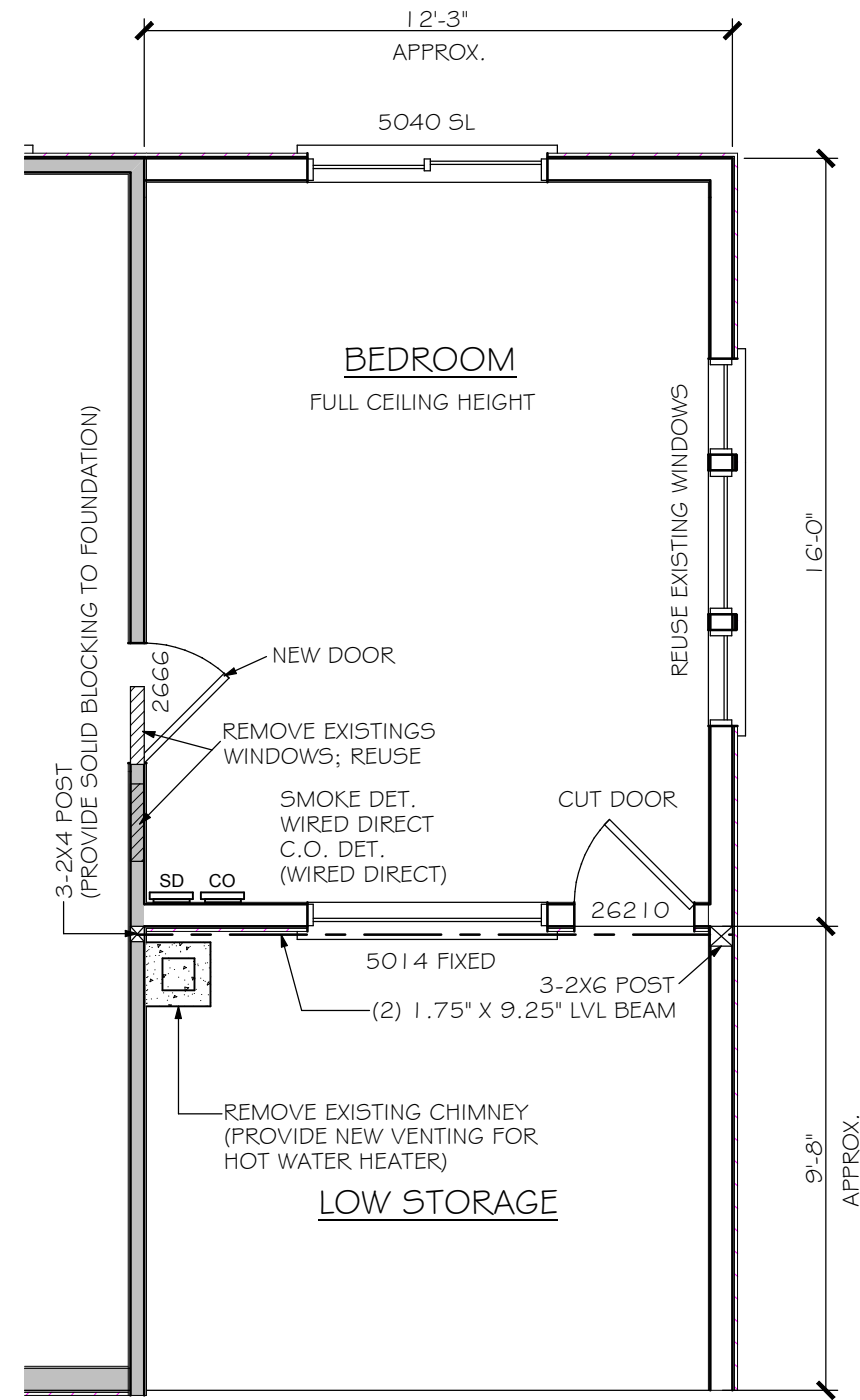 12'-3"
APPROX.
5040 SL
BEDROOM
FULL CEILING HEIGHT
REUSE EXISTING WINDOWS
16'-0"
3-2X4 POST
(PROVIDE SOLID BLOCKING TO FOUNDATION)
2666
NEW DOOR
REMOVE EXISTINGS
WINDOWS; REUSE
SMOKE DET.
WIRED DIRECT
C.O. DET.
(WIRED DIRECT)
CUT DOOR
SD CO
26210
5014 FIXED
3-2X6 POST
(2) 1.75" X 9.25" LVL BEAM
REMOVE EXISTING CHIMNEY
(PROVIDE NEW VENTING FOR
HOT WATER HEATER)
LOW STORAGE
9'-8"
APPROX.